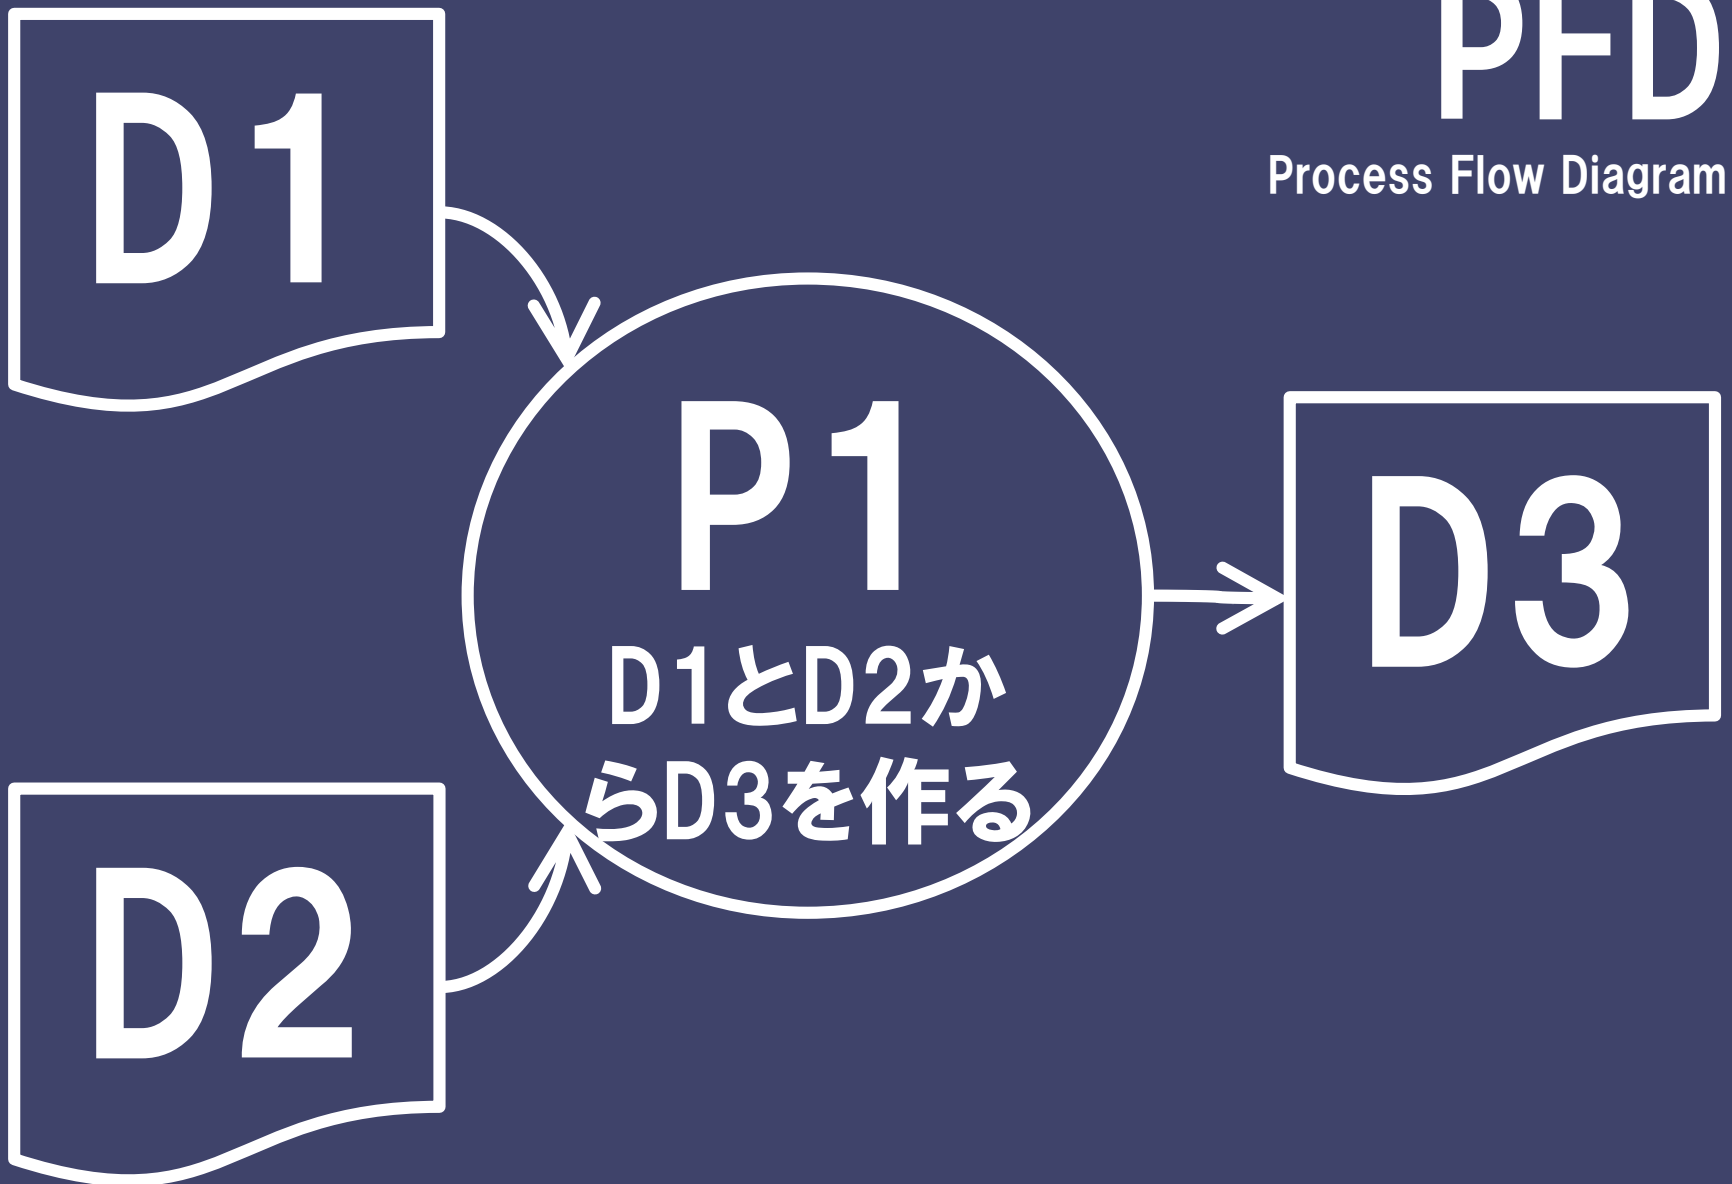 PFD
Process Flow Diagram
D1
P1
D1とD2か
らD3を作る
D3
D2